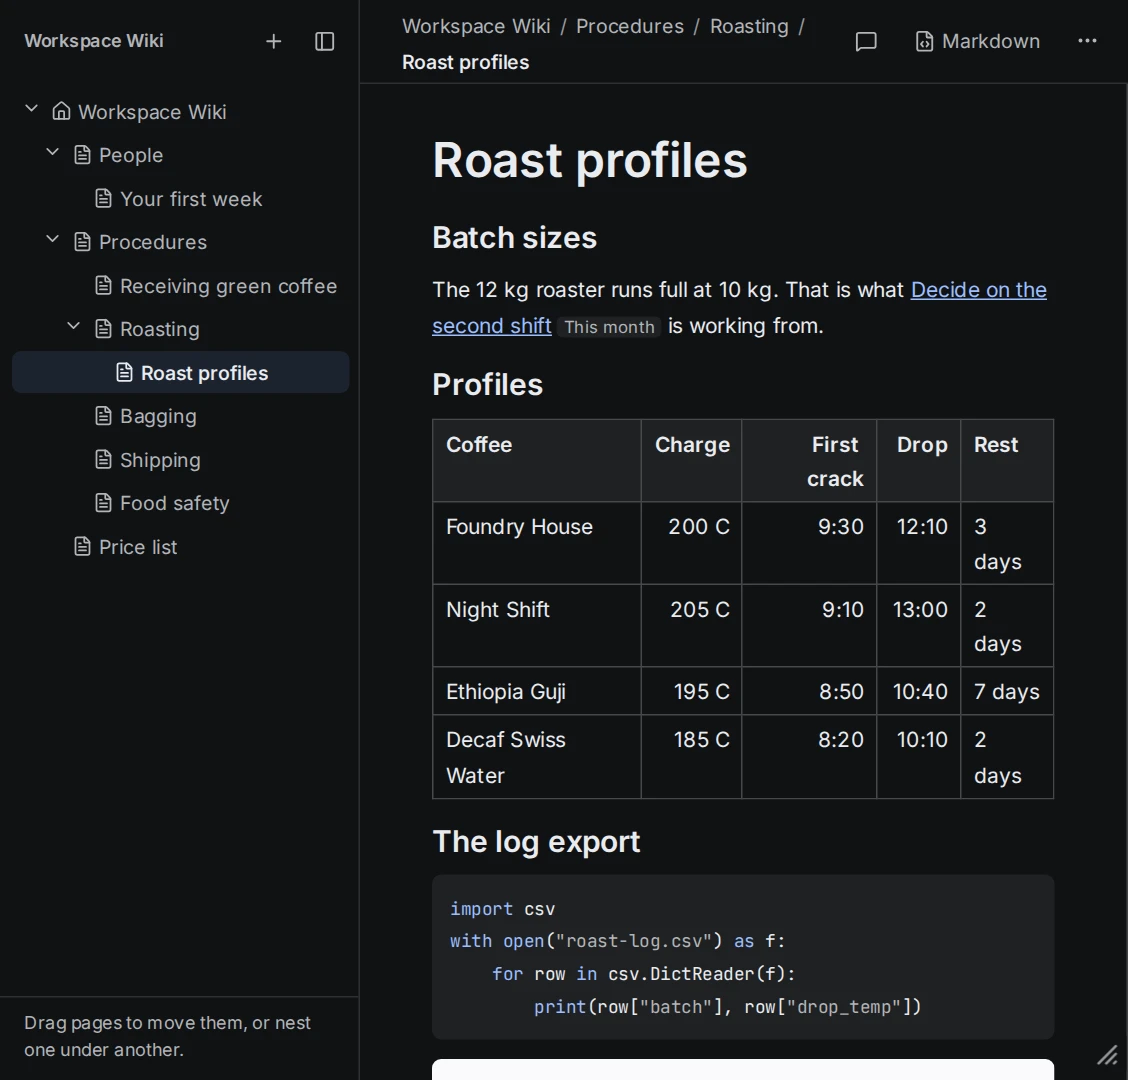 Workspace Wiki
Workspace Wiki
People
Your first week
Procedures
Receiving green coffee
Roasting
Roast profiles
Bagging
Shipping
Food safety
Price list
Drag pages to move them, or nest
one under another.
Workspace Wiki / Procedures / Roasting /
Roast profiles
Markdown
Roast profiles
Batch sizes
The 12 kg roaster runs full at 10 kg. That is what Decide on the
second shift This month is working from.
Profiles
Coffee Charge First crack Drop Rest
Foundry House 200 C 9:30 12:10 3 days
Night Shift 205 C 9:10 13:00 2 days
Ethiopia Guji 195 C 8:50 10:40 7 days
Decaf Swiss Water 185 C 8:20 10:10 2 days
The log export
import csv
with open("roast-log.csv") as f:
    for row in csv.DictReader(f):
        print(row["batch"], row["drop_temp"])